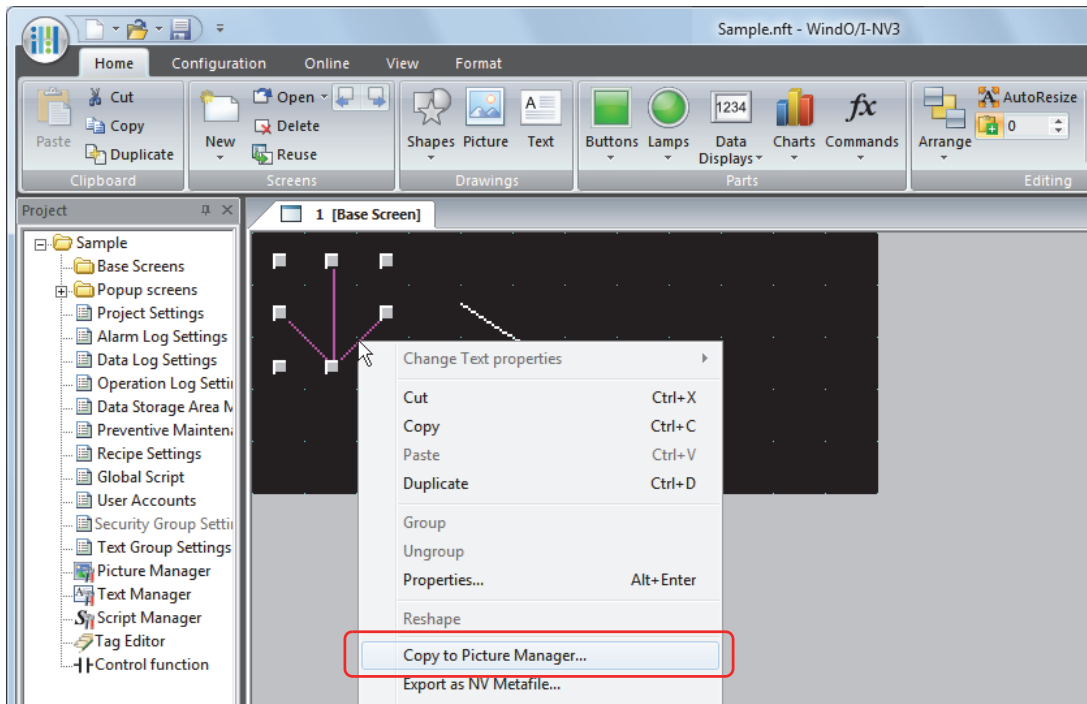 Sample.nft - WindO/I-NV3
Home Configuration Online View Format
Paste
Cut
Copy
Duplicate
Clipboard
New
Open
Delete
Reuse
Screens
Shapes Picture Text
Drawings
Buttons Lamps Data Displays Charts Commands
1234
fx
Parts
Arrange
AutoResize
0
Editing
Project
1 [Base Screen]
Sample
Base Screens
Popup screens
Project Settings
Alarm Log Settings
Data Log Settings
Operation Log Settin
Data Storage Area M
Preventive Maintena
Recipe Settings
Global Script
User Accounts
Security Group Settin
Text Group Settings
Picture Manager
Text Manager
Script Manager
Tag Editor
Control function
Change Text properties
Cut Ctrl+X
Copy Ctrl+C
Paste Ctrl+V
Duplicate Ctrl+D
Group
Ungroup
Properties... Alt+Enter
Reshape
Copy to Picture Manager...
Export as NV Metafile...